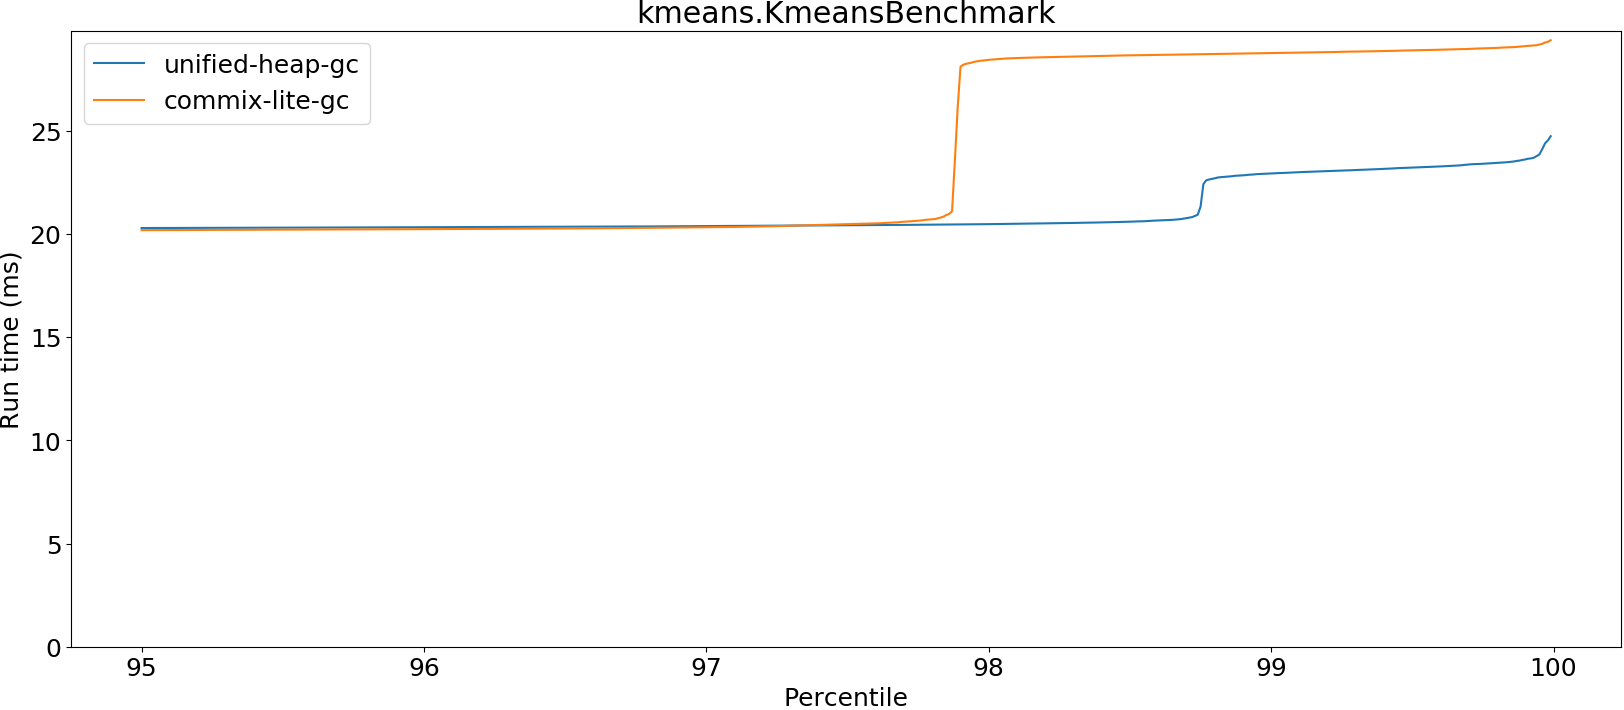 kmeans.KmeansBenchmark
unified-heap-gc
commix-lite-gc
Run time (ms)
25
20
15
10
5
0
95 96 97 98 99 100
Percentile